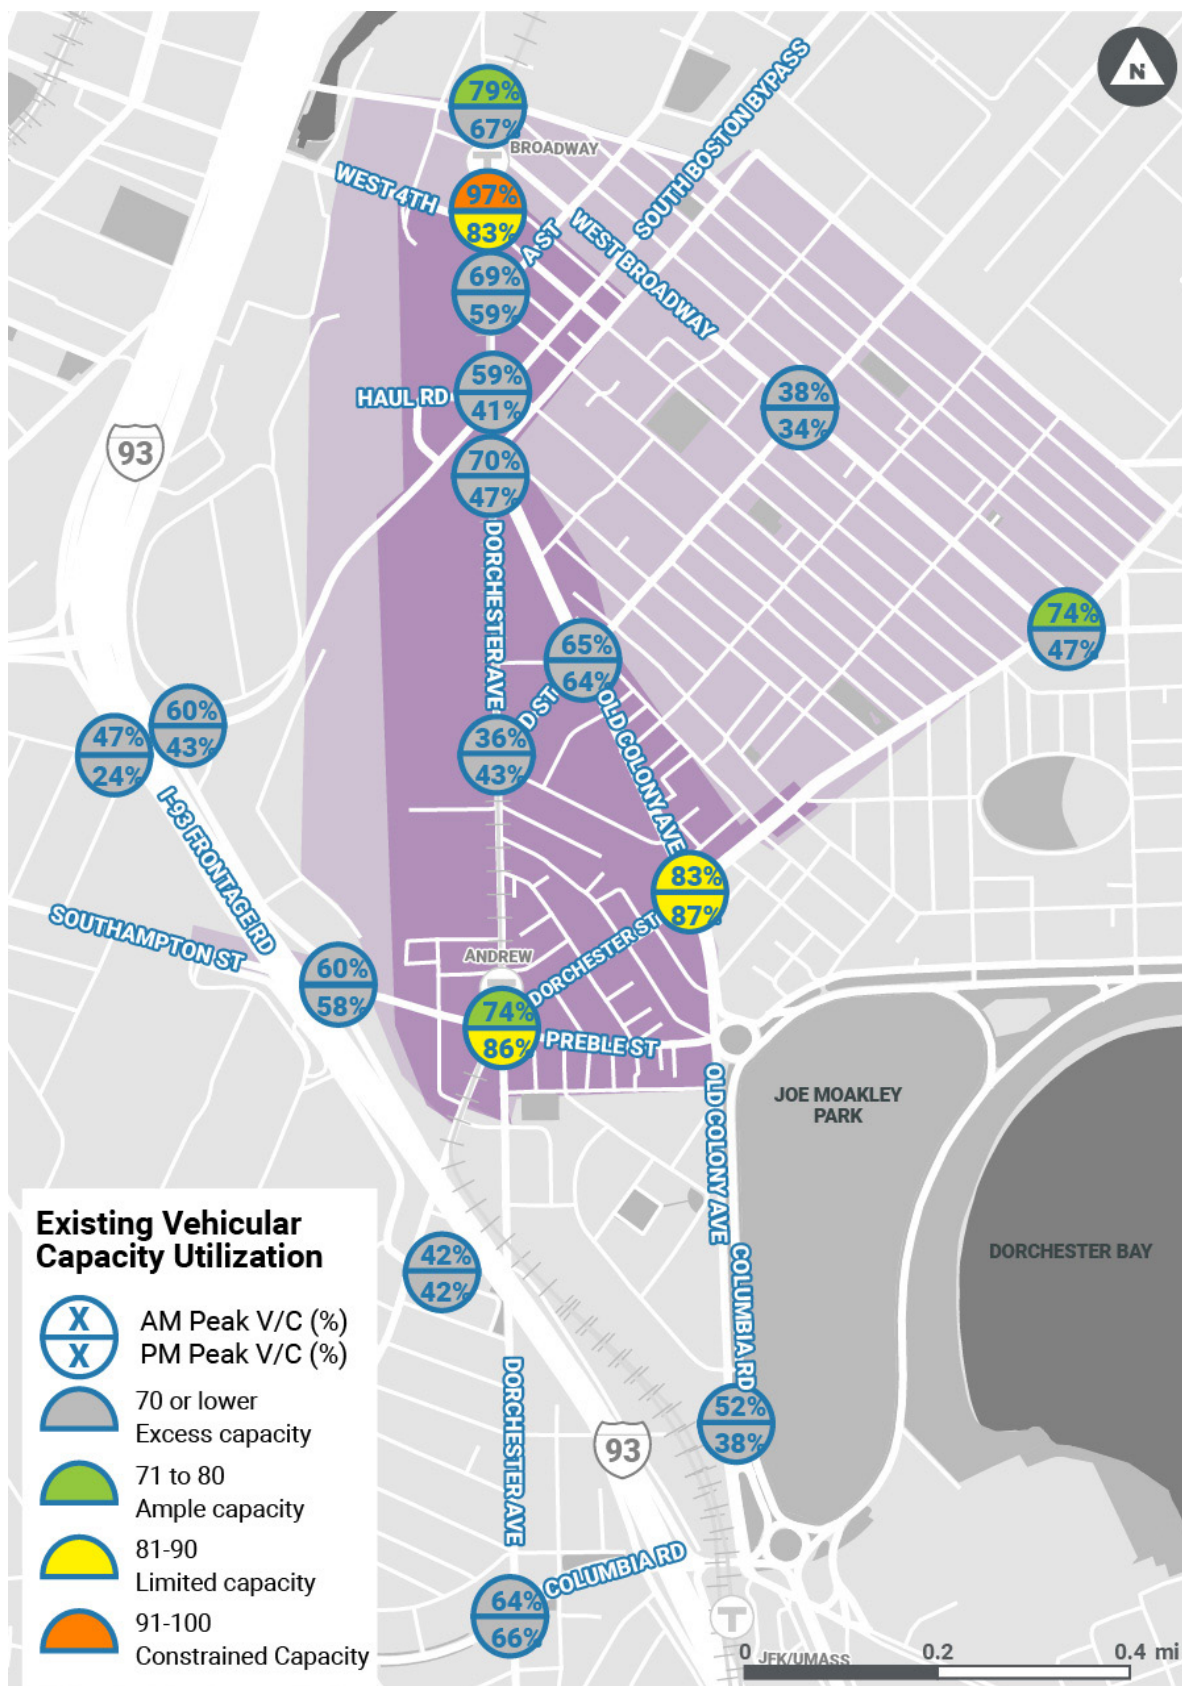 N
79%
67%
BROADWAY
SOUTH BOSTON BYPASS
WEST 4TH
97%
83%
A ST
WEST BROADWAY
69%
59%
HAUL RD
59%
41%
38%
34%
93
70%
47%
DORCHESTER AVE
74%
47%
65%
64%
D ST
OLD COLONY AVE
60%
43%
47%
24%
36%
43%
I-93 FRONTAGE RD
83%
87%
SOUTHAMPTON ST
60%
58%
ANDREW
DORCHESTER ST
74%
86%
PREBLE ST
OLD COLONY AVE
JOE MOAKLEY
PARK
DORCHESTER BAY
COLUMBIA RD
42%
42%
DORCHESTER AVE
52%
38%
93
COLUMBIA RD
64%
66%
T
JFK/UMASS
0 0.2 0.4 mi
Existing Vehicular
Capacity Utilization
X AM Peak V/C (%)
X PM Peak V/C (%)
70 or lower
Excess capacity
71 to 80
Ample capacity
81-90
Limited capacity
91-100
Constrained Capacity